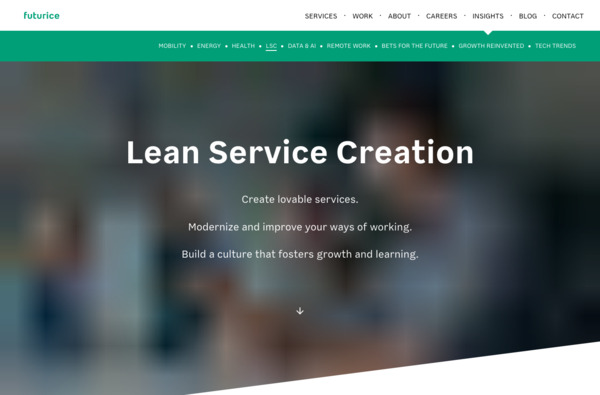 futurice
SERVICES · WORK · ABOUT · CAREERS · INSIGHTS · BLOG · CONTACT
MOBILITY • ENERGY • HEALTH • LSC • DATA & AI • REMOTE WORK • BETS FOR THE FUTURE • GROWTH REINVENTED • TECH TRENDS
Lean Service Creation
Create lovable services.
Modernize and improve your ways of working.
Build a culture that fosters growth and learning.